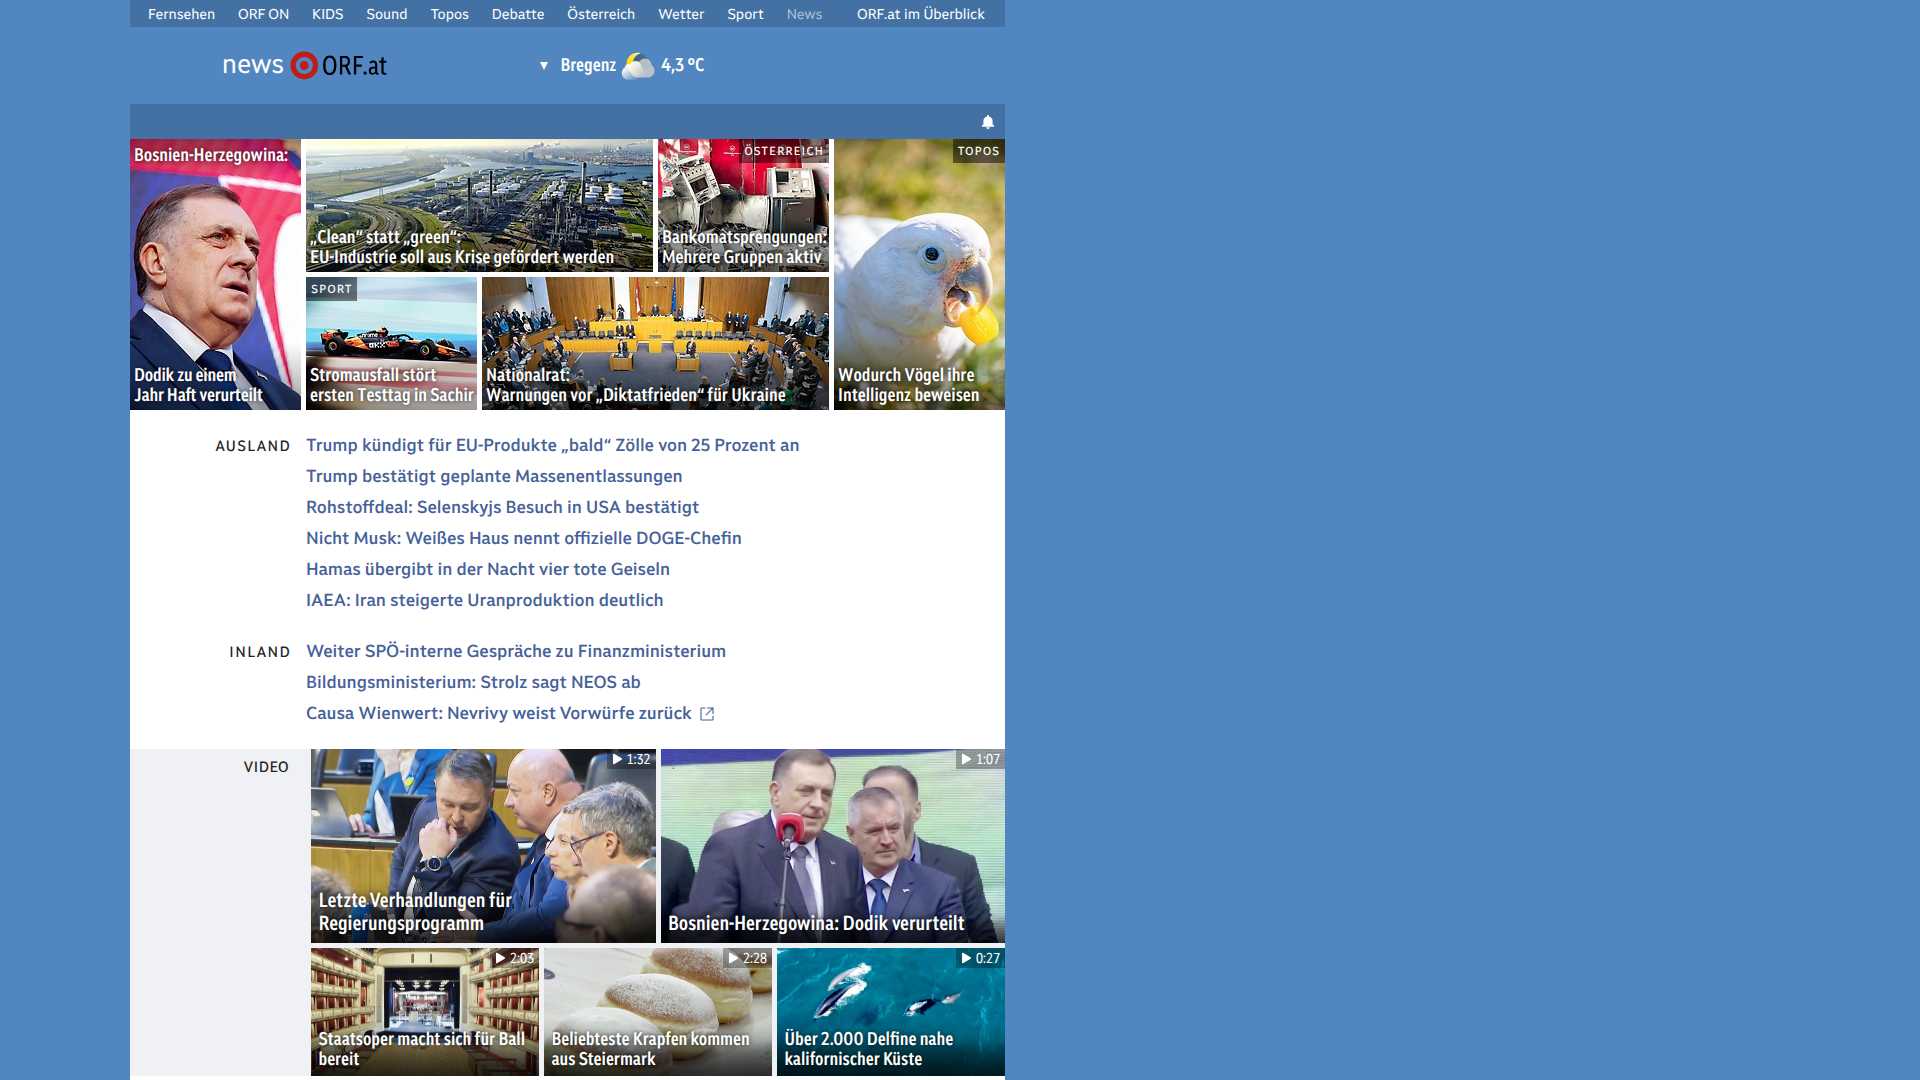 Fernsehen ORF ON KIDS Sound Topos Debatte Österreich Wetter Sport News ORF.at im Überblick
news ORF.at
Bregenz 4,3 °C
Bosnien-Herzegowina:
Dodik zu einem
Jahr Haft verurteilt
„Clean“ statt „green“:
EU-Industrie soll aus Krise gefördert werden
ÖSTERREICH
Bankomatsprengungen:
Mehrere Gruppen aktiv
TOPOS
Wodurch Vögel ihre
Intelligenz beweisen
SPORT
Stromausfall stört
ersten Testtag in Sachir
Nationalrat:
Warnungen vor „Diktatfrieden“ für Ukraine
AUSLAND
Trump kündigt für EU-Produkte „bald“ Zölle von 25 Prozent an
Trump bestätigt geplante Massenentlassungen
Rohstoffdeal: Selenskyjs Besuch in USA bestätigt
Nicht Musk: Weißes Haus nennt offizielle DOGE-Chefin
Hamas übergibt in der Nacht vier tote Geiseln
IAEA: Iran steigerte Uranproduktion deutlich
INLAND
Weiter SPÖ-interne Gespräche zu Finanzministerium
Bildungsministerium: Strolz sagt NEOS ab
Causa Wienwert: Nevrivy weist Vorwürfe zurück
VIDEO
1:32
Letzte Verhandlungen für
Regierungsprogramm
1:07
Bosnien-Herzegowina: Dodik verurteilt
2:03
Staatsoper macht sich für Ball
bereit
2:28
Beliebteste Krapfen kommen
aus Steiermark
0:27
Über 2.000 Delfine nahe
kalifornischer Küste